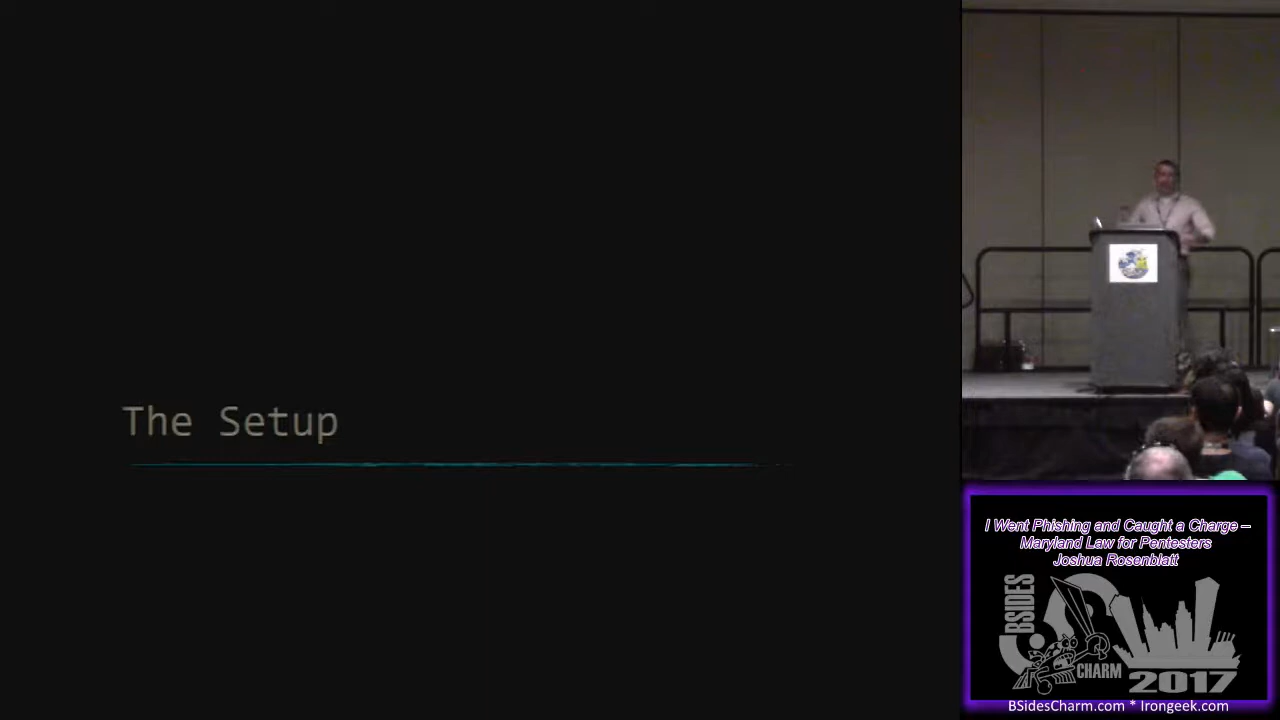 The Setup
I Went Phishing and Caught a Charge –
Maryland Law for Pentesters
Joshua Rosenblatt
BSIDES
CHARM
2017
BSidesCharm.com * Irongeek.com